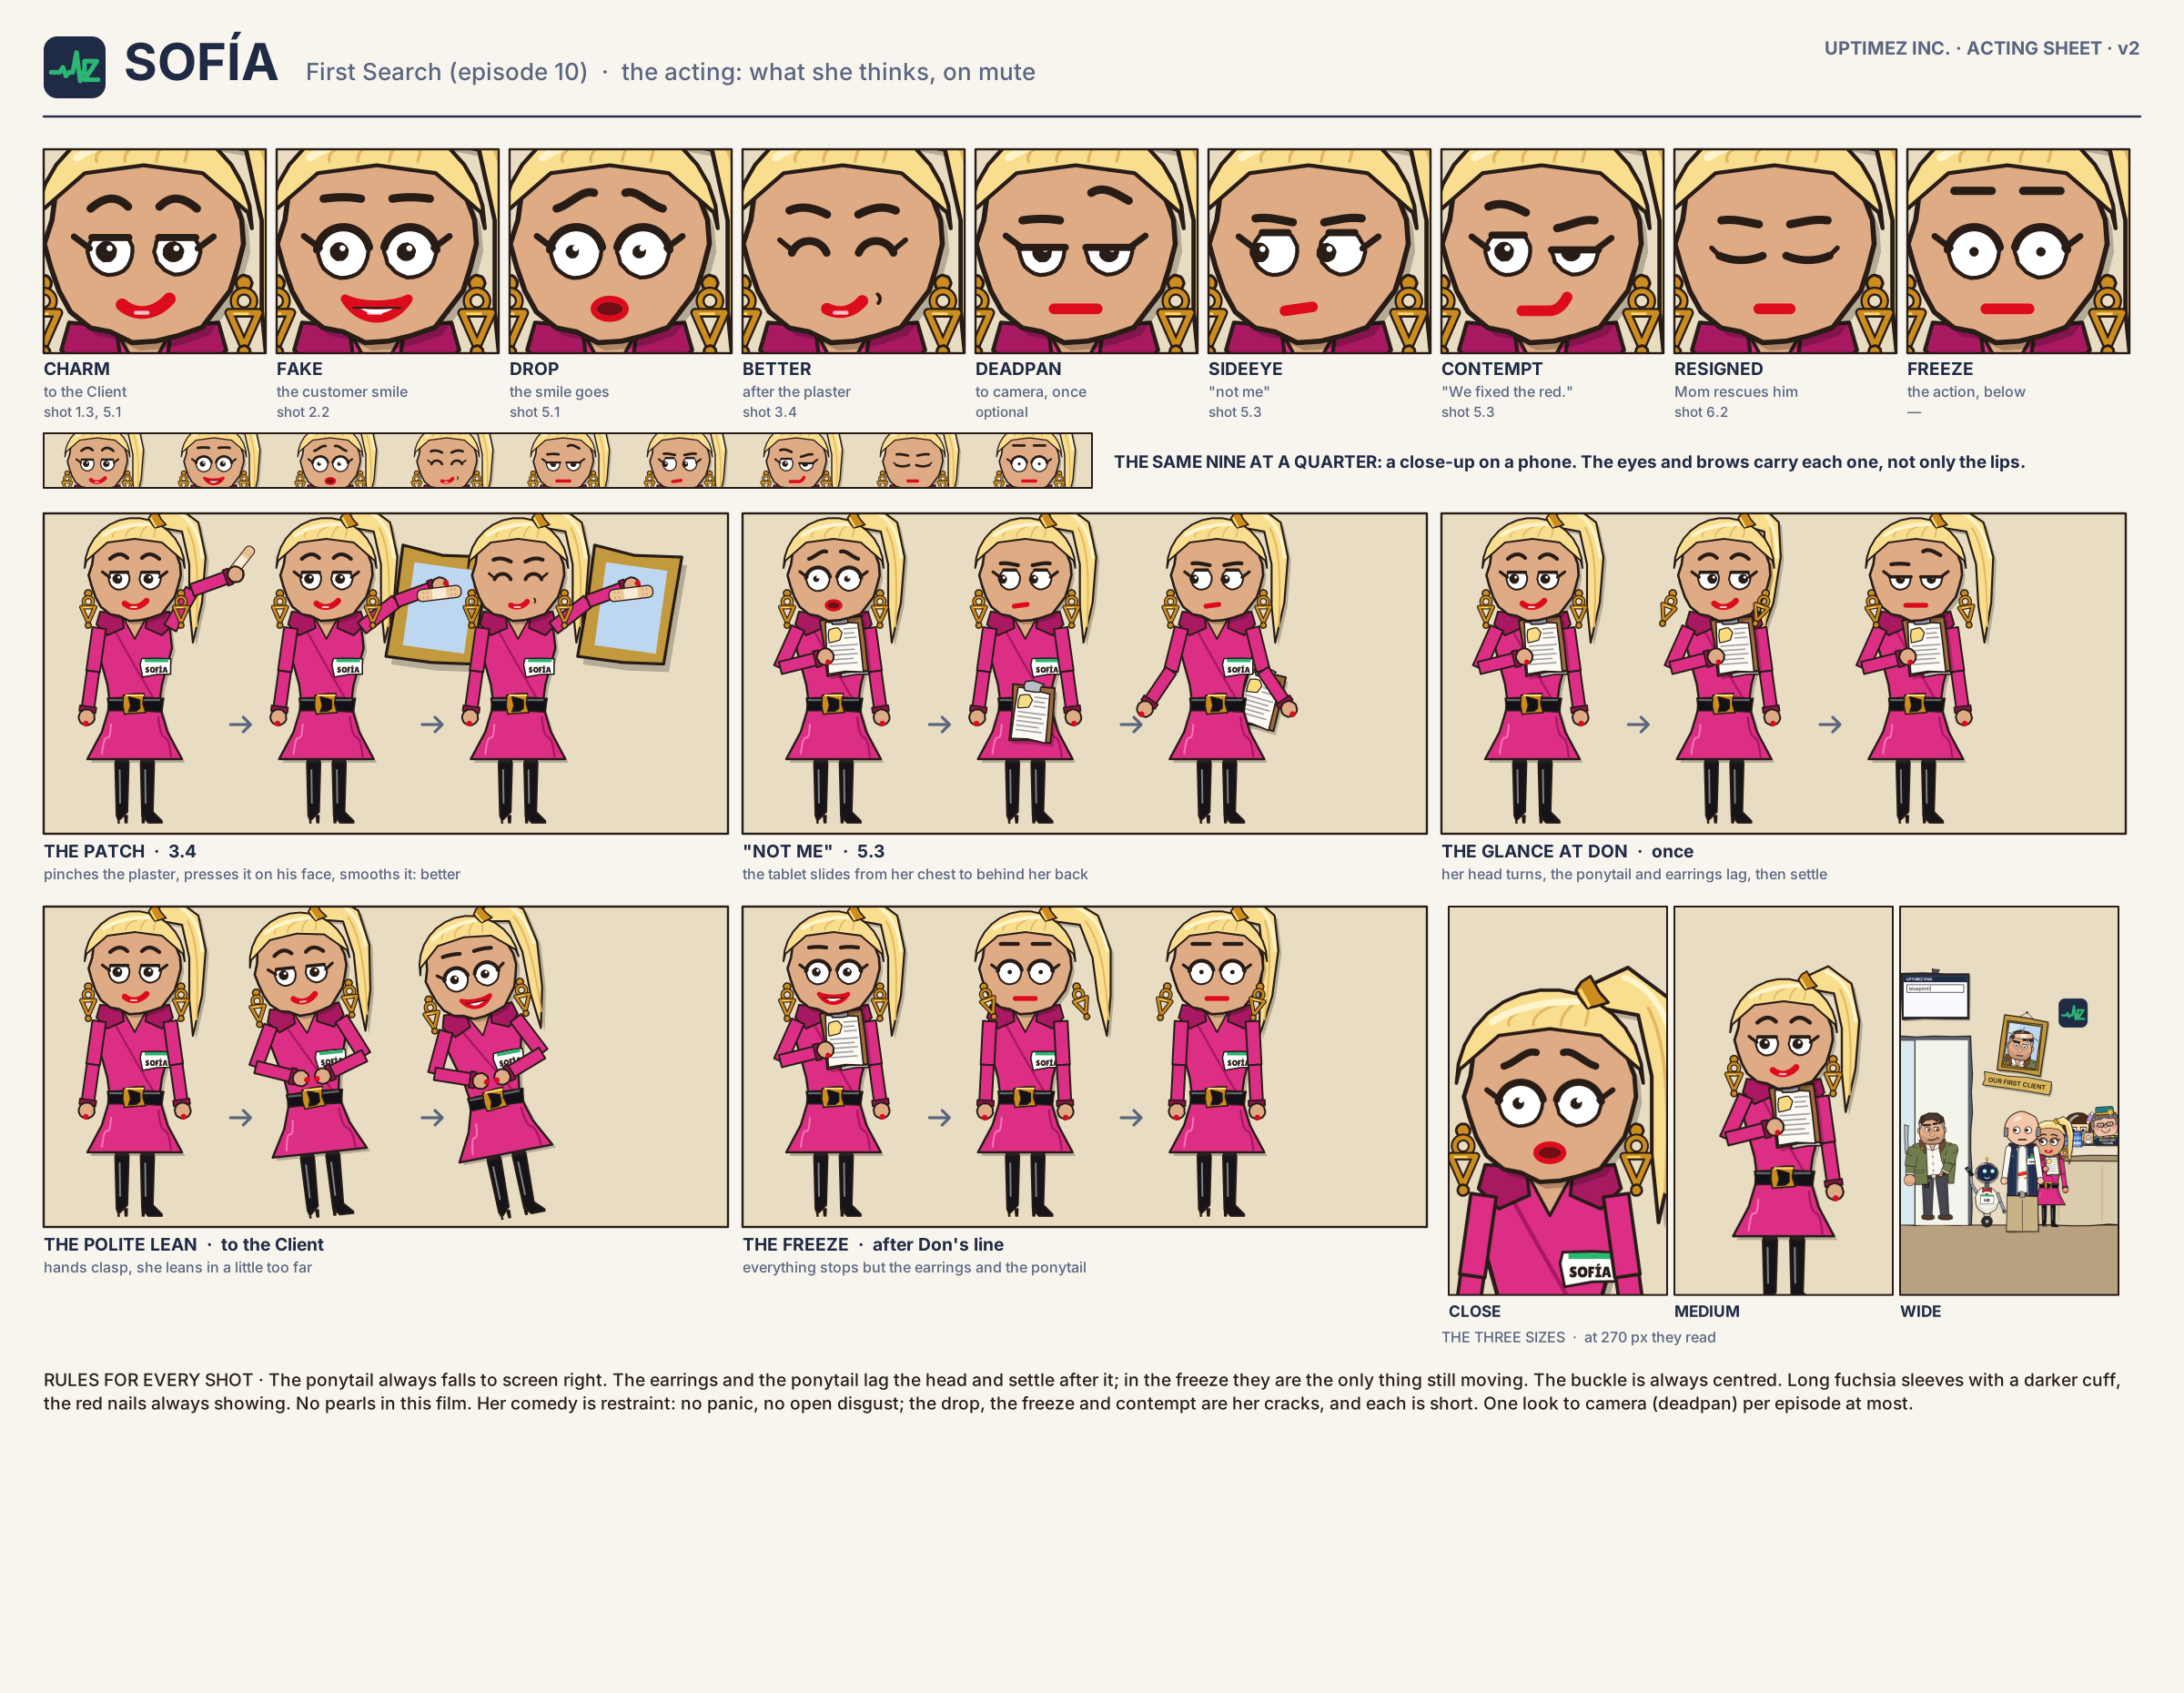 SOFÍA
First Search (episode 10) · the acting: what she thinks, on mute
UPTIMEZ INC. · ACTING SHEET · v2
CHARM
to the Client
shot 1.3, 5.1
FAKE
the customer smile
shot 2.2
DROP
the smile goes
shot 5.1
BETTER
after the plaster
shot 3.4
DEADPAN
to camera, once
optional
SIDEEYE
"not me"
shot 5.3
CONTEMPT
"We fixed the red."
shot 5.3
RESIGNED
Mom rescues him
shot 6.2
FREEZE
the action, below
—
THE SAME NINE AT A QUARTER: a close-up on a phone. The eyes and brows carry each one, not only the lips.
SOFÍA
SOFÍA
SOFÍA
SOFÍA
SOFÍA
THE PATCH · 3.4
pinches the plaster, presses it on his face, smooths it: better
"NOT ME" · 5.3
the tablet slides from her chest to behind her back
THE GLANCE AT DON · once
her head turns, the ponytail and earrings lag, then settle
SOFÍA
SOFÍA
SOFÍA
SOFÍA
THE POLITE LEAN · to the Client
hands clasp, she leans in a little too far
THE FREEZE · after Don's line
everything stops but the earrings and the ponytail
SOFÍA
UPTIMEZ FIND
blueprint
OUR FIRST CLIENT
CLOSE
MEDIUM
WIDE
THE THREE SIZES · at 270 px they read
RULES FOR EVERY SHOT · The ponytail always falls to screen right. The earrings and the ponytail lag the head and settle after it; in the freeze they are the only thing still moving. The buckle is always centred. Long fuchsia sleeves with a darker cuff,
the red nails always showing. No pearls in this film. Her comedy is restraint: no panic, no open disgust; the drop, the freeze and contempt are her cracks, and each is short. One look to camera (deadpan) per episode at most.